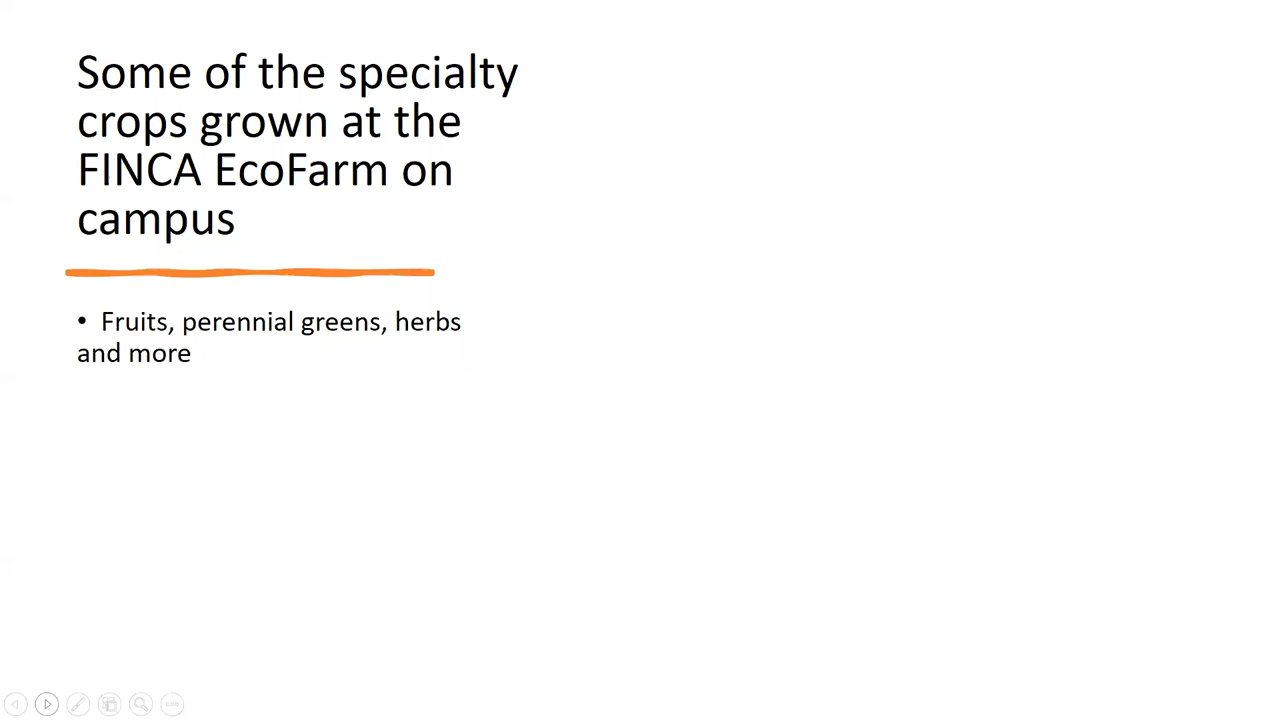 Some of the specialty
crops grown at the
FINCA EcoFarm on
campus
• Fruits, perennial greens, herbs
and more